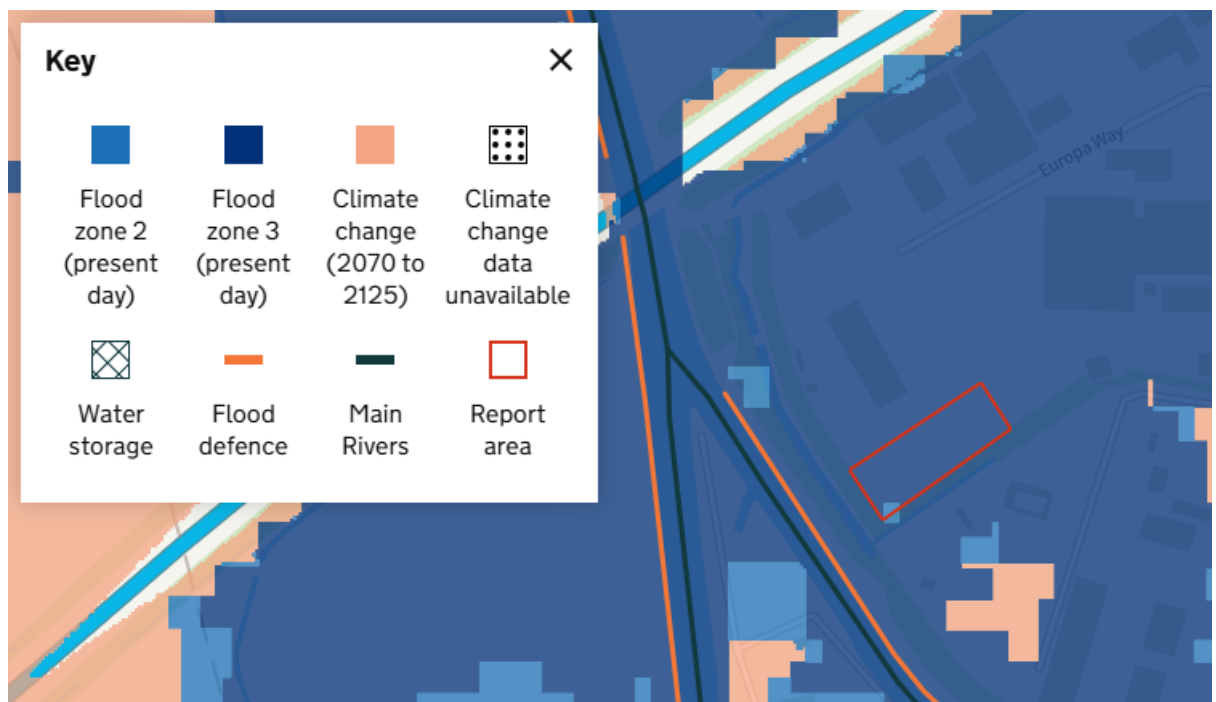 Key
Flood
zone 2
(present
day)
Flood
zone 3
(present
day)
Climate
change
(2070 to
2125)
Climate
change
data
unavailable
Water
storage
Flood
defence
Main
Rivers
Report
area
Europa Way